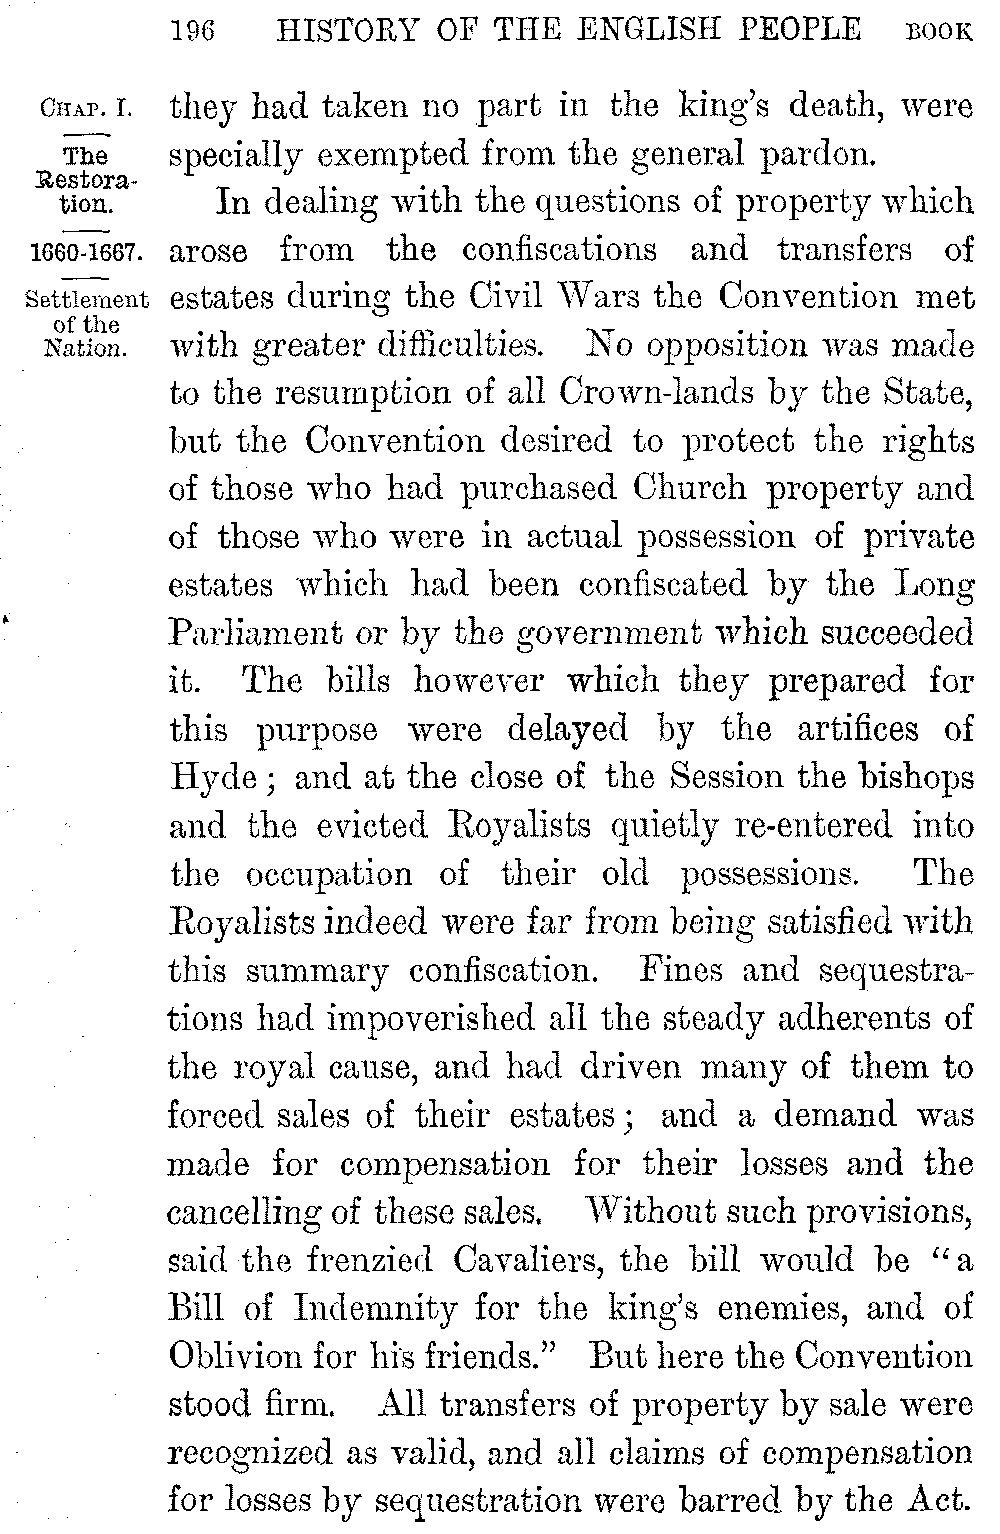 196 HISTORY OF THE ENGLISH PEOPLE BOOK
CHAP. I.
The
Restora-
tion.
1660-1667.
Settlement
of the
Nation.
they had taken no part in the king's death, were
specially exempted from the general pardon.
In dealing with the questions of property which
arose from the confiscations and transfers of
estates during the Civil Wars the Convention met
with greater difficulties. No opposition was made
to the resumption of all Crown-lands by the State,
but the Convention desired to protect the rights
of those who had purchased Church property and
of those who were in actual possession of private
estates which had been confiscated by the Long
Parliament or by the government which succeeded
it. The bills however which they prepared for
this purpose were delayed by the artifices of
Hyde; and at the close of the Session the bishops
and the evicted Royalists quietly re-entered into
the occupation of their old possessions. The
Royalists indeed were far from being satisfied with
this summary confiscation. Fines and sequestra-
tions had impoverished all the steady adherents of
the royal cause, and had driven many of them to
forced sales of their estates; and a demand was
made for compensation for their losses and the
cancelling of these sales. Without such provisions,
said the frenzied Cavaliers, the bill would be “a
Bill of Indemnity for the king's enemies, and of
Oblivion for his friends.” But here the Convention
stood firm. All transfers of property by sale were
recognized as valid, and all claims of compensation
for losses by sequestration were barred by the Act.